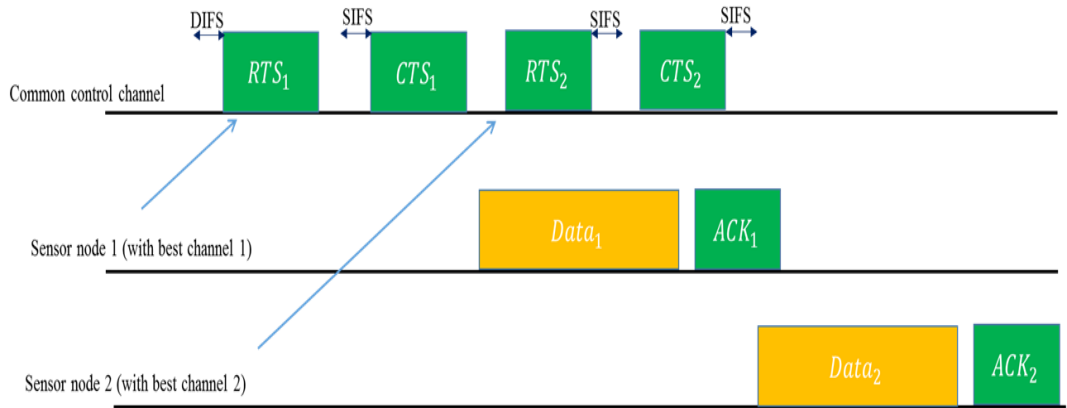 DIFS
SIFS
SIFS
SIFS
RTS₁
CTS₁
RTS₂
CTS₂
Common control channel
Data₁
ACK₁
Sensor node 1 (with best channel 1)
Data₂
ACK₂
Sensor node 2 (with best channel 2)